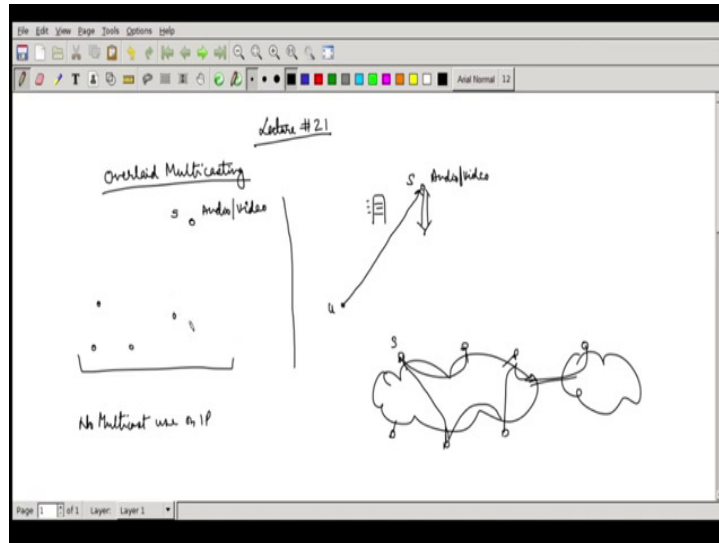 File Edit View Page Tools Options Help
T
Arial Normal 12
Lecture #21
Overlaid Multicasting
S Audio/Video
S Audio/Video
u
S
No Multicast use on IP
Page 1 of 1 Layer: Layer 1